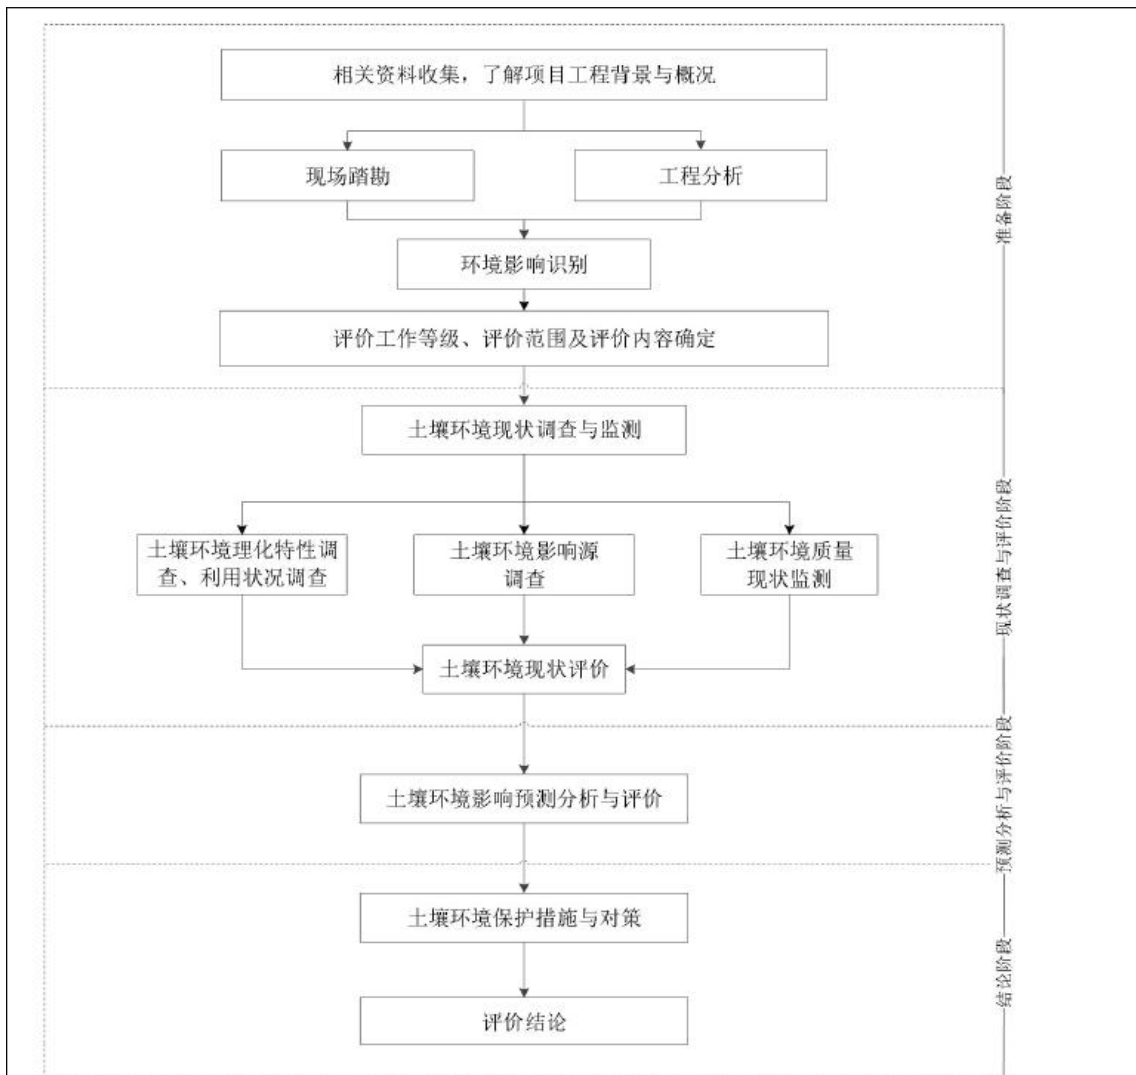 相关资料收集，了解项目工程背景与概况
现场踏勘
工程分析
环境影响识别
评价工作等级、评价范围及评价内容确定
准备阶段
土壤环境现状调查与监测
土壤环境理化特性调
查、利用状况调查
土壤环境影响源
调查
土壤环境质量
现状监测
土壤环境现状评价
现状调查与评价阶段
土壤环境影响预测分析与评价
预测分析与评价阶段
土壤环境保护措施与对策
评价结论
结论阶段